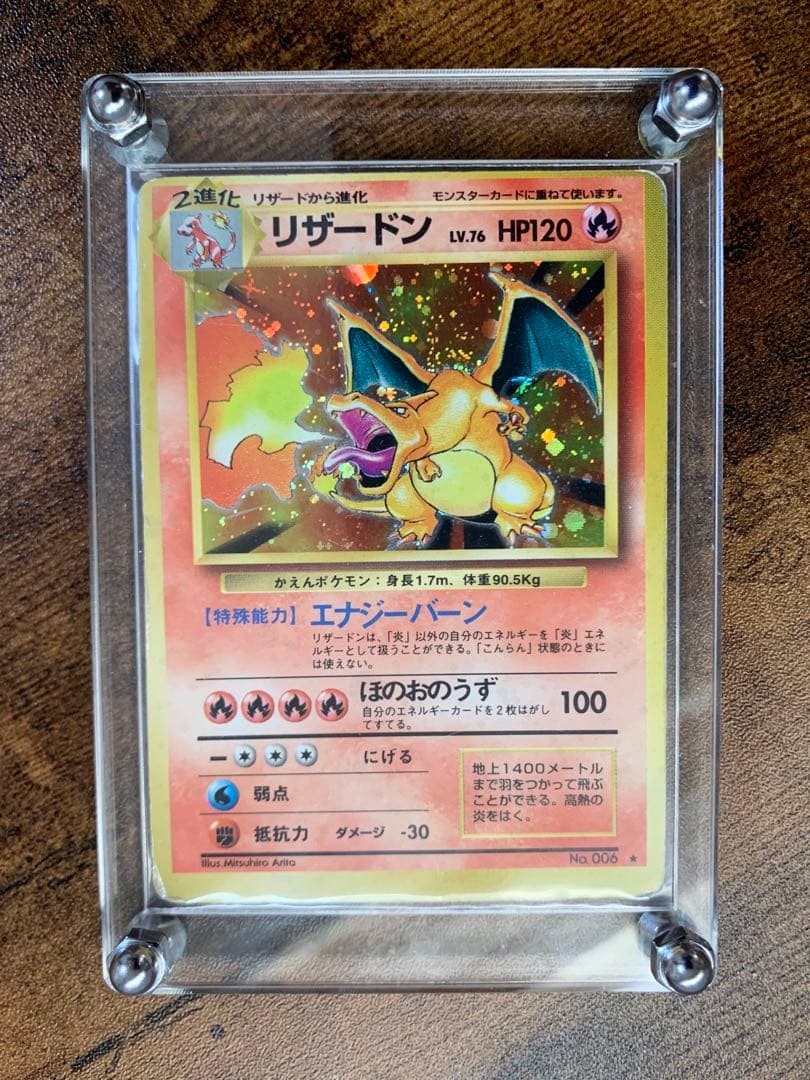 2進化 リザードから進化 モンスターカードに重ねて使います。
リザードン LV.76 HP120
かえんポケモン：身長1.7m、体重90.5Kg
【特殊能力】エナジーバーン
リザードンは、「炎」以外の自分のエネルギーを「炎」エネ
ルギーとして扱うことができる。「こんらん」状態のときに
は使えない。
ほのおのうず 100
自分のエネルギーカードを2枚はがし
てすてる。
にげる
弱点
抵抗力 ダメージ -30
地上1400メートル
まで羽をつかって飛ぶ
ことができる。高熱の
炎をはく。
Illus.Mitsuhiro Arita
No.006 ★